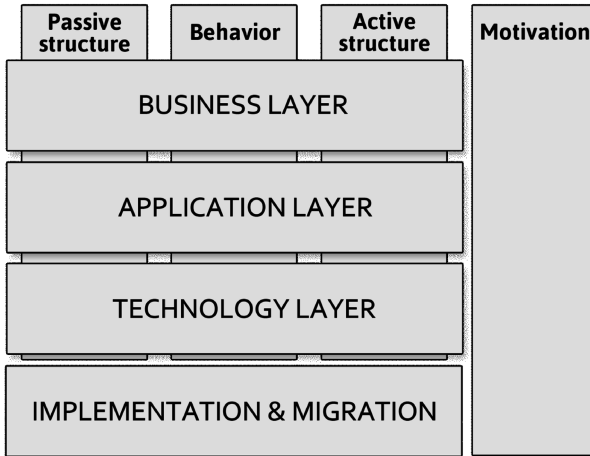 Passive
structure
Behavior
Active
structure
Motivation
BUSINESS LAYER
APPLICATION LAYER
TECHNOLOGY LAYER
IMPLEMENTATION & MIGRATION